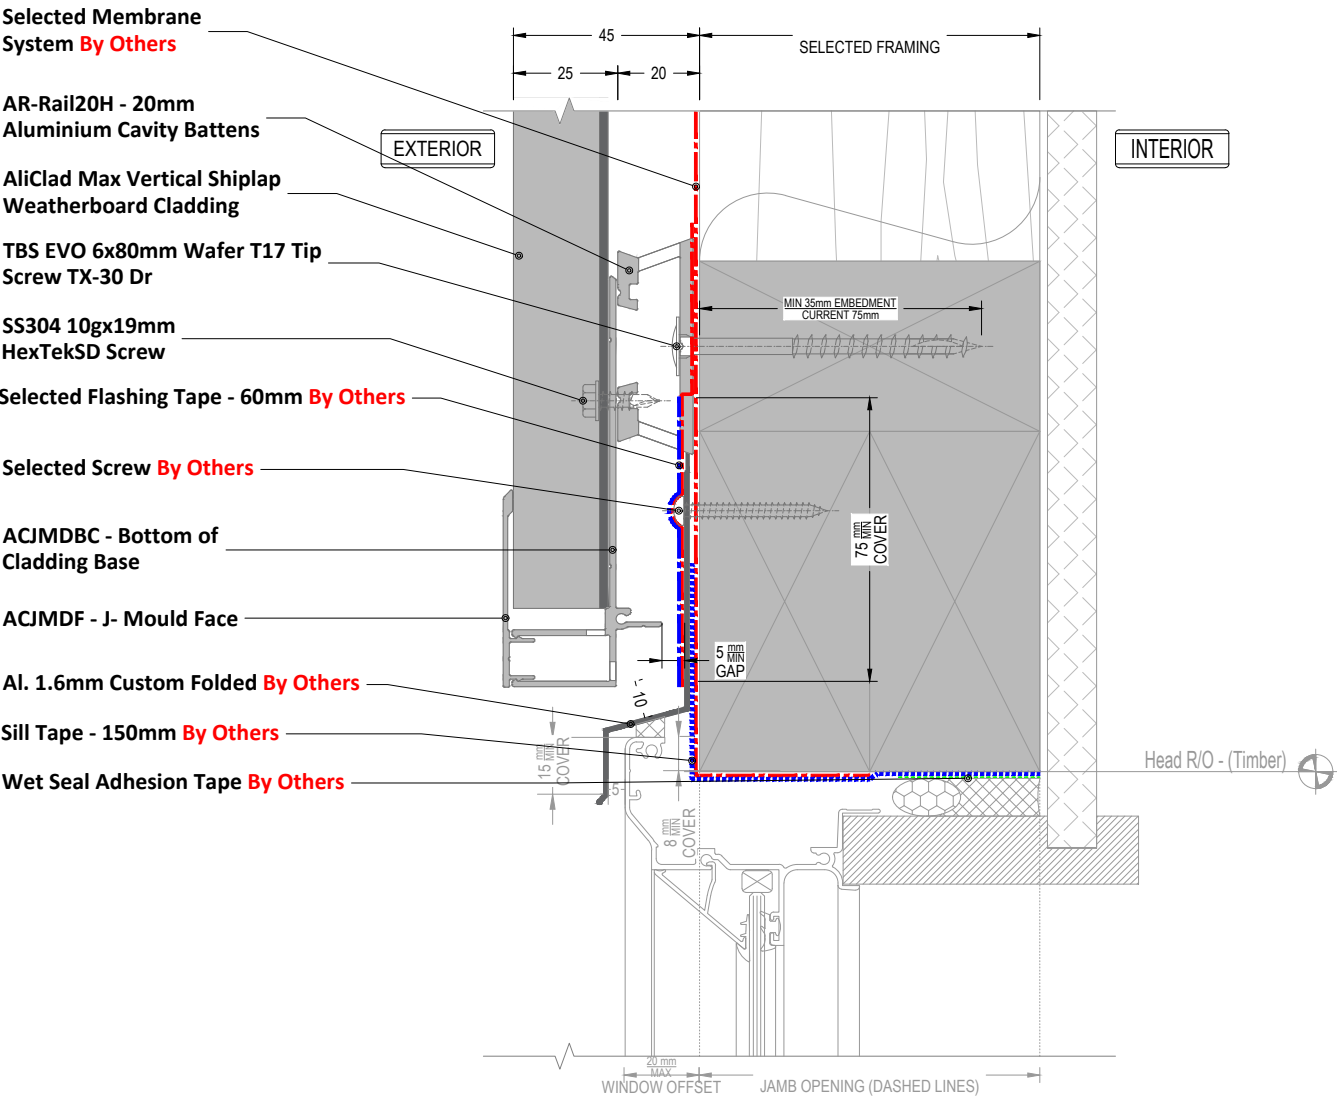 Selected Membrane
System By Others
AR-Rail20H - 20mm
Aluminium Cavity Battens
AliClad Max Vertical Shiplap
Weatherboard Cladding
TBS EVO 6x80mm Wafer T17 Tip
Screw TX-30 Dr
SS304 10gx19mm
HexTekSD Screw
Selected Flashing Tape - 60mm By Others
Selected Screw By Others
ACJMDBC - Bottom of
Cladding Base
ACJMDF - J- Mould Face
Al. 1.6mm Custom Folded By Others
Sill Tape - 150mm By Others
Wet Seal Adhesion Tape By Others
45
SELECTED FRAMING
25
20
EXTERIOR
INTERIOR
MIN 35mm EMBEDMENT
CURRENT 75mm
75 mm MIN
COVER
5 mm MIN
GAP
10
15 mm MIN
COVER
5
8 mm MIN
COVER
Head R/O - (Timber)
20 mm
MAX
WINDOW OFFSET
JAMB OPENING (DASHED LINES)